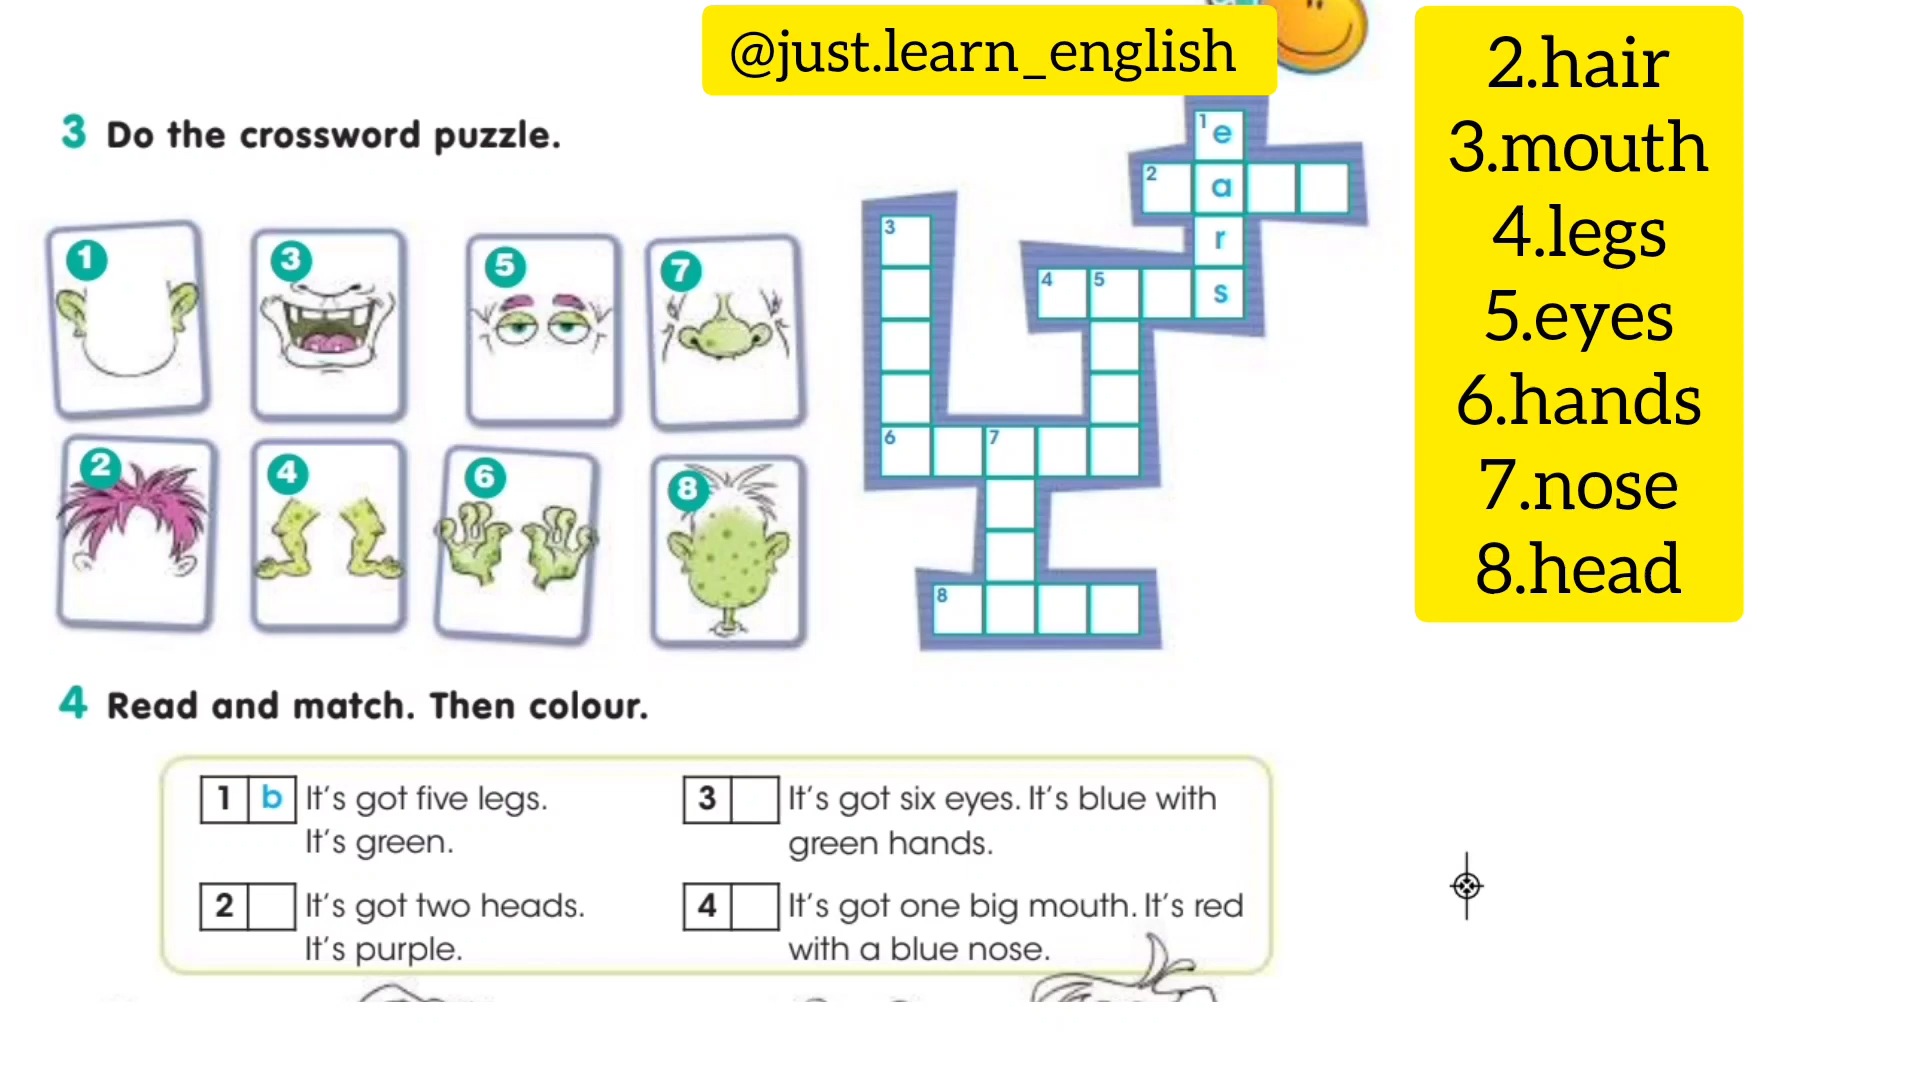 @just.learn_english
3 Do the crossword puzzle.
1
3
5
7
2
4
6
8
1 e
2 a
r
3
4 5 s
6 7
8
2.hair
3.mouth
4.legs
5.eyes
6.hands
7.nose
8.head
4 Read and match. Then colour.
1 b It's got five legs.
It's green.
2 It's got two heads.
It's purple.
3 It's got six eyes. It's blue with
green hands.
4 It's got one big mouth. It's red
with a blue nose.